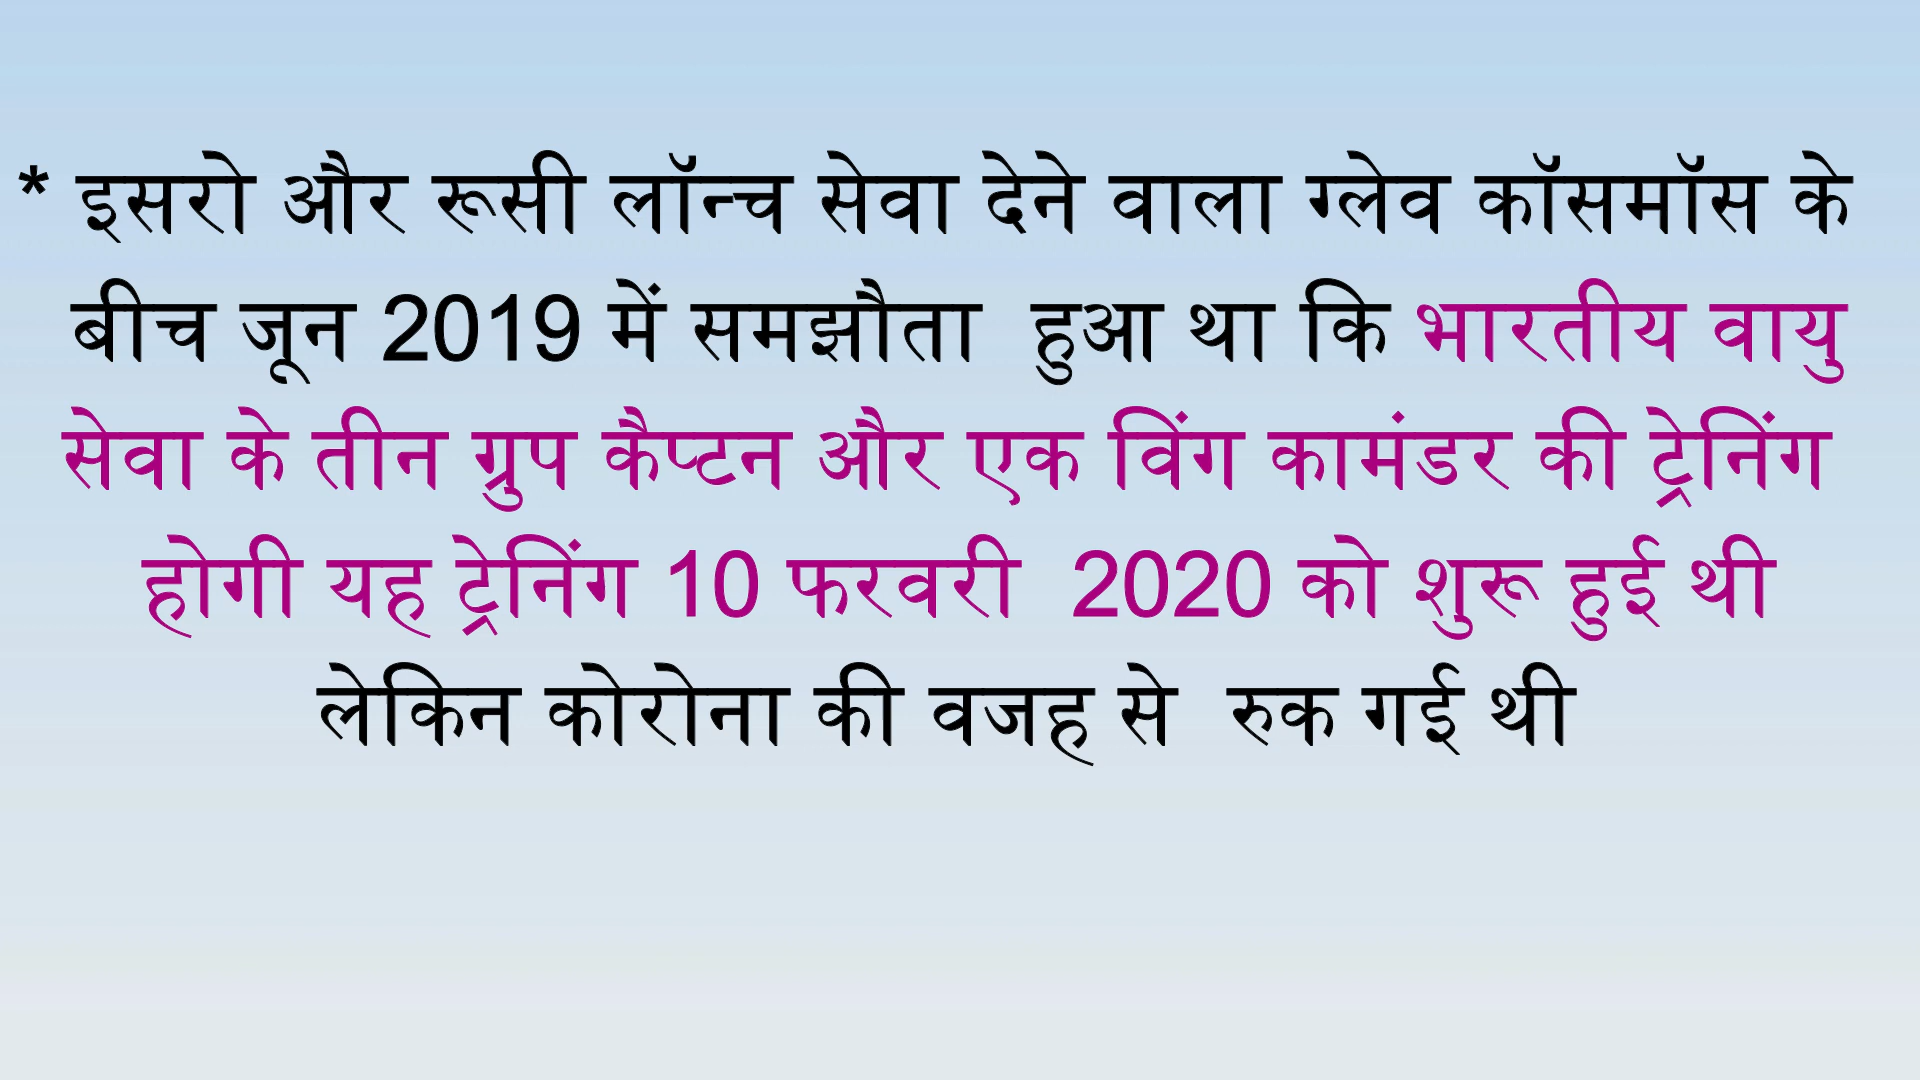 * इसरो और रूसी लॉन्च सेवा देने वाला ग्लेव कॉसमॉस के
बीच जून 2019 में समझौता हुआ था कि भारतीय वायु
सेवा के तीन ग्रुप कैप्टन और एक विंग कामंडर की ट्रेनिंग
होगी यह ट्रेनिंग 10 फरवरी 2020 को शुरू हुई थी
लेकिन कोरोना की वजह से रुक गई थी